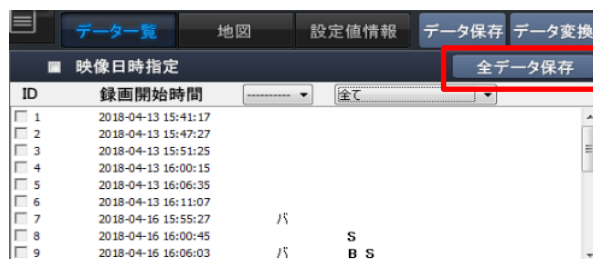 データ一覧 地図 設定値情報 データ保存 データ変換
映像日時指定 全データ保存
ID 録画開始時間 ---------- 全て
1 2018-04-13 15:41:17
2 2018-04-13 15:47:27
3 2018-04-13 15:51:25
4 2018-04-13 16:00:15
5 2018-04-13 16:06:35
6 2018-04-13 16:11:07
7 2018-04-16 15:55:27 バ
8 2018-04-16 16:00:45 S
9 2018-04-16 16:06:03 バ B S